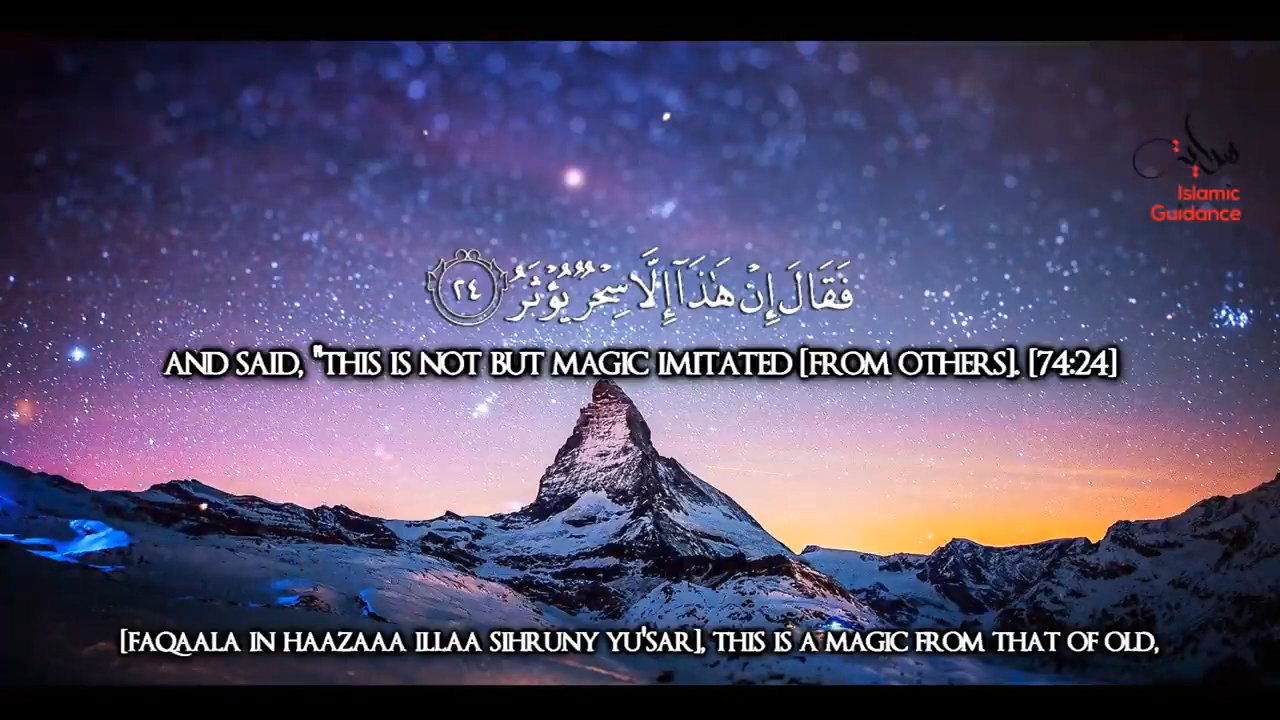 هداية
Islamic
Guidance
فَقَالَ إِنْ هَٰذَآ إِلَّا سِحْرٌ يُؤْثَرُ ٢٤
AND SAID, "THIS IS NOT BUT MAGIC IMITATED [FROM OTHERS]. [74:24]
[FAQAALA IN HAAZAAA ILLAA SIHRUNY YU'SAR], THIS IS A MAGIC FROM THAT OF OLD,